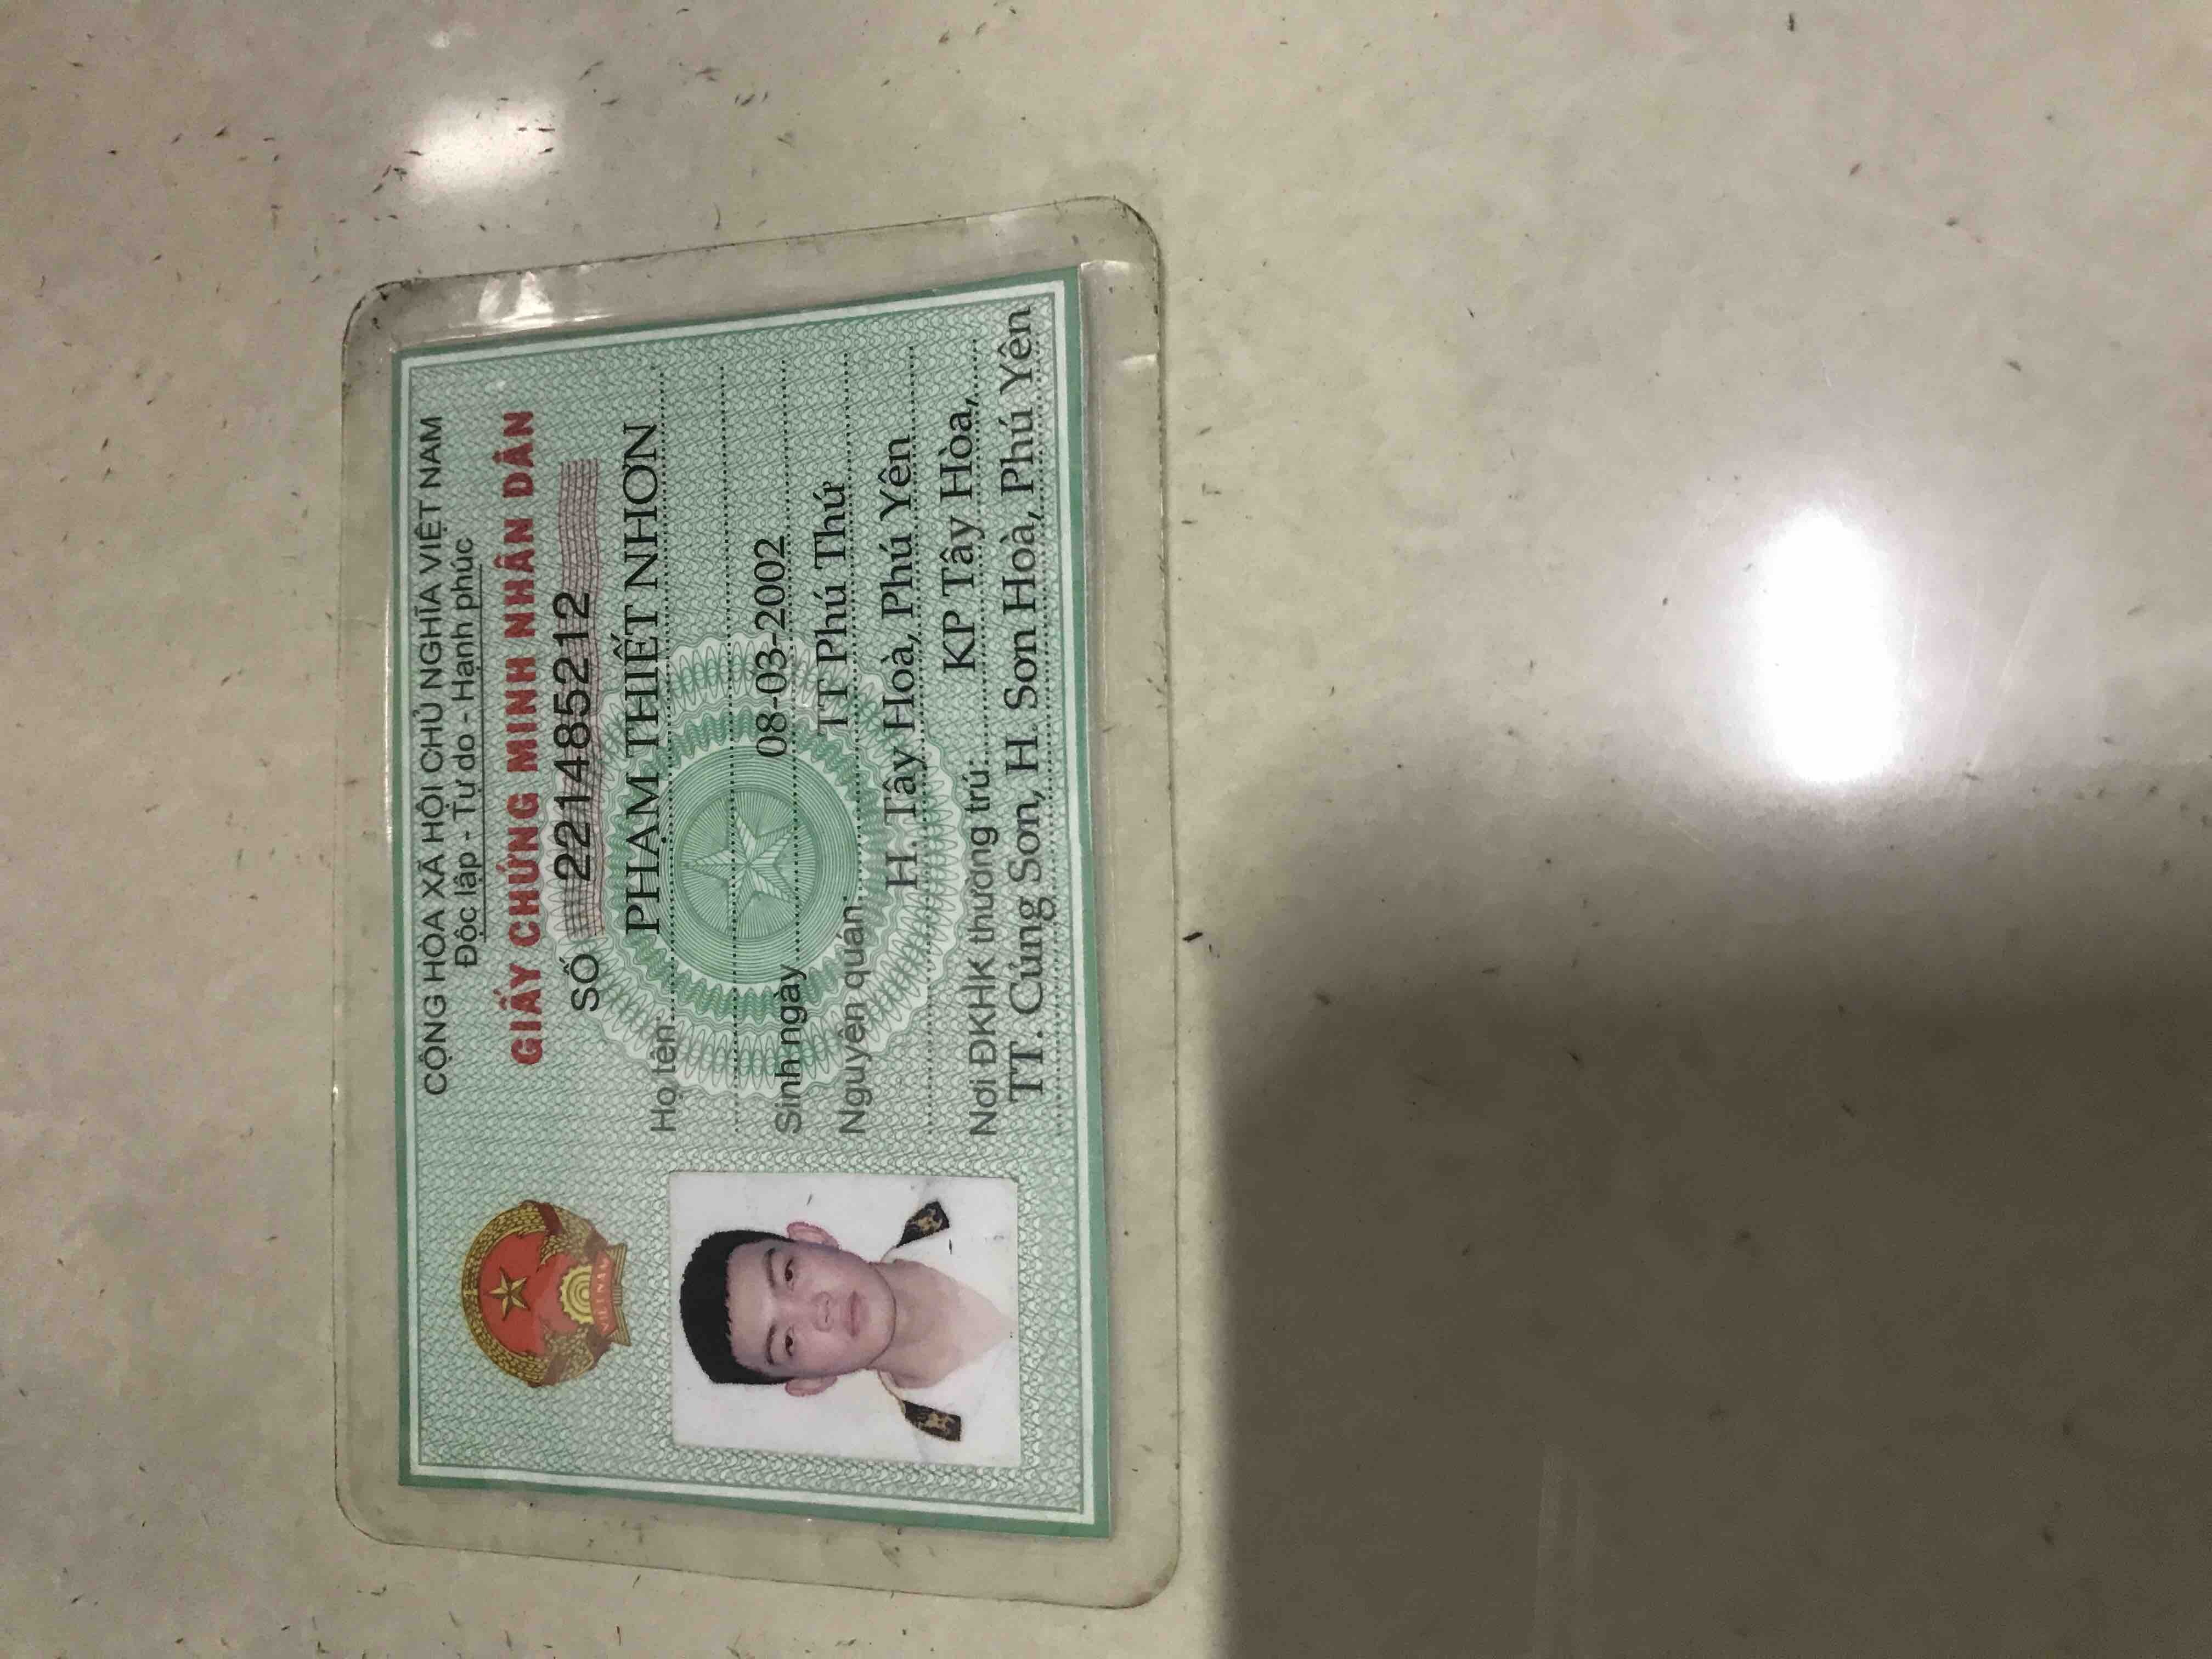 CỘNG HÒA XÃ HỘI CHỦ NGHĨA VIỆT NAM
Độc lập - Tự do - Hạnh phúc
GIẤY CHỨNG MINH NHÂN DÂN
SỐ 221485212
Họ tên: PHẠM THIẾT NHƠN
Sinh ngày 08-03-2002
Nguyên quán TT Phú Thứ
H. Tây Hoà, Phú Yên
Nơi ĐKHK thường trú: KP Tây Hòa,
TT. Củng Sơn, H. Sơn Hoà, Phú Yên
VIỆT NAM